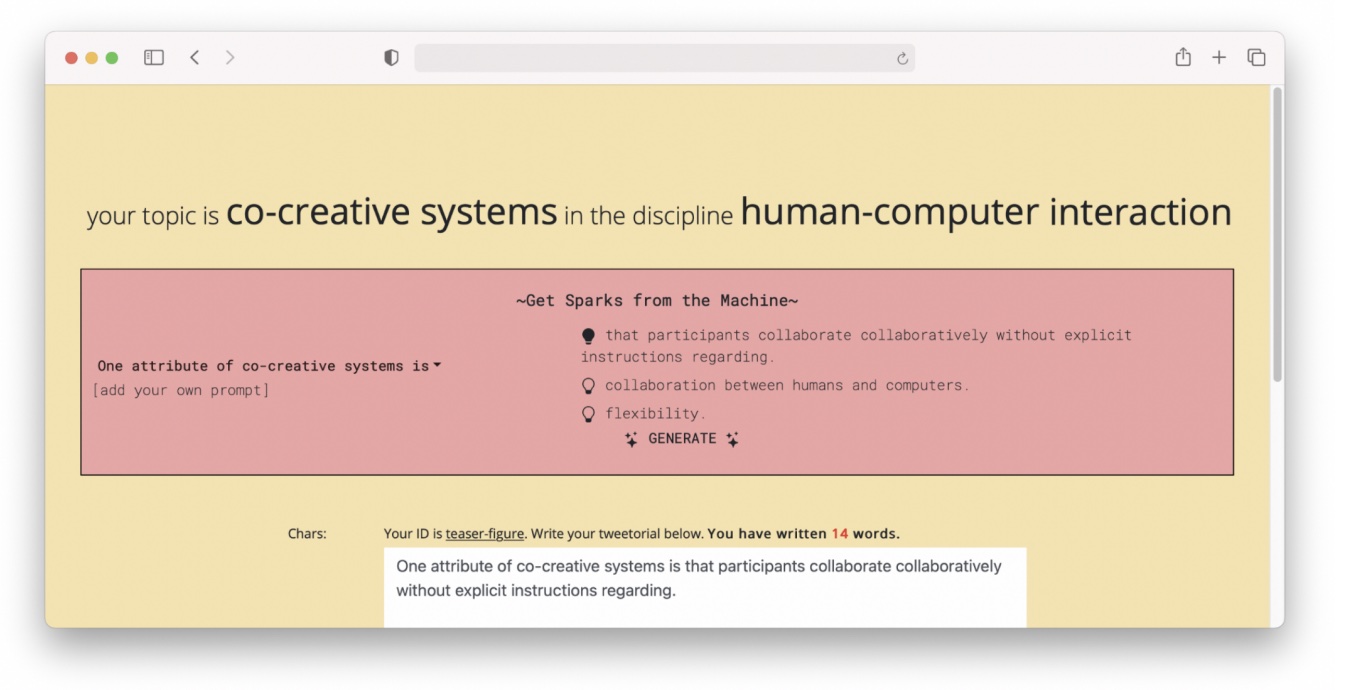 your topic is co-creative systems in the discipline human-computer interaction
~Get Sparks from the Machine~
One attribute of co-creative systems is
[add your own prompt]
that participants collaborate collaboratively without explicit
instructions regarding.
collaboration between humans and computers.
flexibility.
GENERATE
Chars:
Your ID is teaser-figure. Write your tweetorial below. You have written 14 words.
One attribute of co-creative systems is that participants collaborate collaboratively
without explicit instructions regarding.